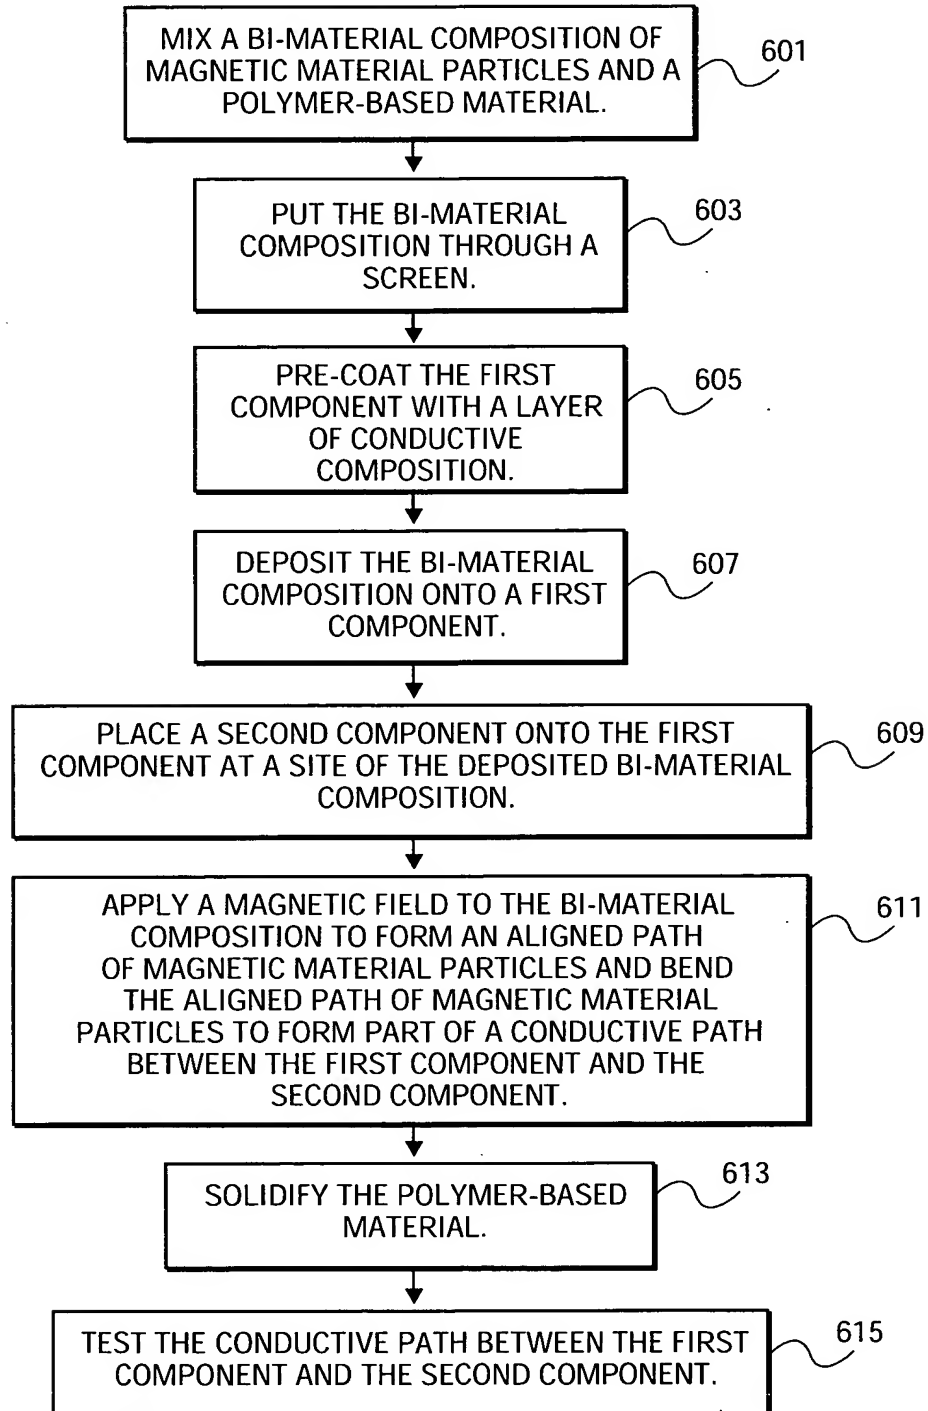 MIX A BI-MATERIAL COMPOSITION OF
MAGNETIC MATERIAL PARTICLES AND A
POLYMER-BASED MATERIAL.
601
PUT THE BI-MATERIAL
COMPOSITION THROUGH A
SCREEN.
603
PRE-COAT THE FIRST
COMPONENT WITH A LAYER
OF CONDUCTIVE
COMPOSITION.
605
DEPOSIT THE BI-MATERIAL
COMPOSITION ONTO A FIRST
COMPONENT.
607
PLACE A SECOND COMPONENT ONTO THE FIRST
COMPONENT AT A SITE OF THE DEPOSITED BI-MATERIAL
COMPOSITION.
609
APPLY A MAGNETIC FIELD TO THE BI-MATERIAL
COMPOSITION TO FORM AN ALIGNED PATH
OF MAGNETIC MATERIAL PARTICLES AND BEND
THE ALIGNED PATH OF MAGNETIC MATERIAL
PARTICLES TO FORM PART OF A CONDUCTIVE PATH
BETWEEN THE FIRST COMPONENT AND THE
SECOND COMPONENT.
611
SOLIDIFY THE POLYMER-BASED
MATERIAL.
613
TEST THE CONDUCTIVE PATH BETWEEN THE FIRST
COMPONENT AND THE SECOND COMPONENT.
615